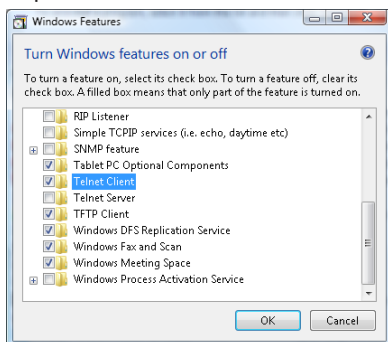 Windows Features
Turn Windows features on or off
To turn a feature on, select its check box. To turn a feature off, clear its
check box. A filled box means that only part of the feature is turned on.
RIP Listener
Simple TCPIP services (i.e. echo, daytime etc)
SNMP feature
Tablet PC Optional Components
Telnet Client
Telnet Server
TFTP Client
Windows DFS Replication Service
Windows Fax and Scan
Windows Meeting Space
Windows Process Activation Service
OK Cancel